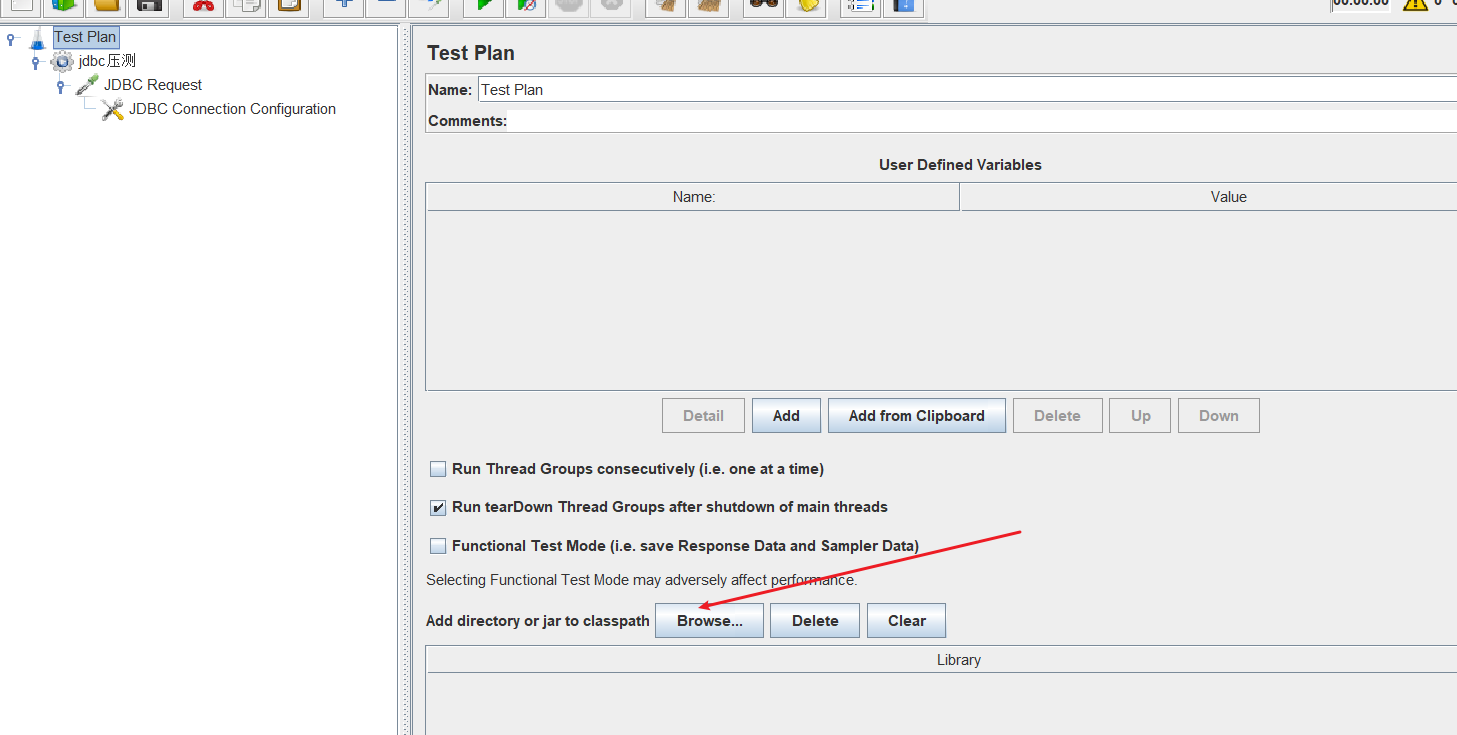 00:00:00
0
Test Plan
jdbc压测
JDBC Request
JDBC Connection Configuration
Test Plan
Name: Test Plan
Comments:
User Defined Variables
Name: Value
Detail Add Add from Clipboard Delete Up Down
Run Thread Groups consecutively (i.e. one at a time)
Run tearDown Thread Groups after shutdown of main threads
Functional Test Mode (i.e. save Response Data and Sampler Data)
Selecting Functional Test Mode may adversely affect performance.
Add directory or jar to classpath Browse... Delete Clear
Library